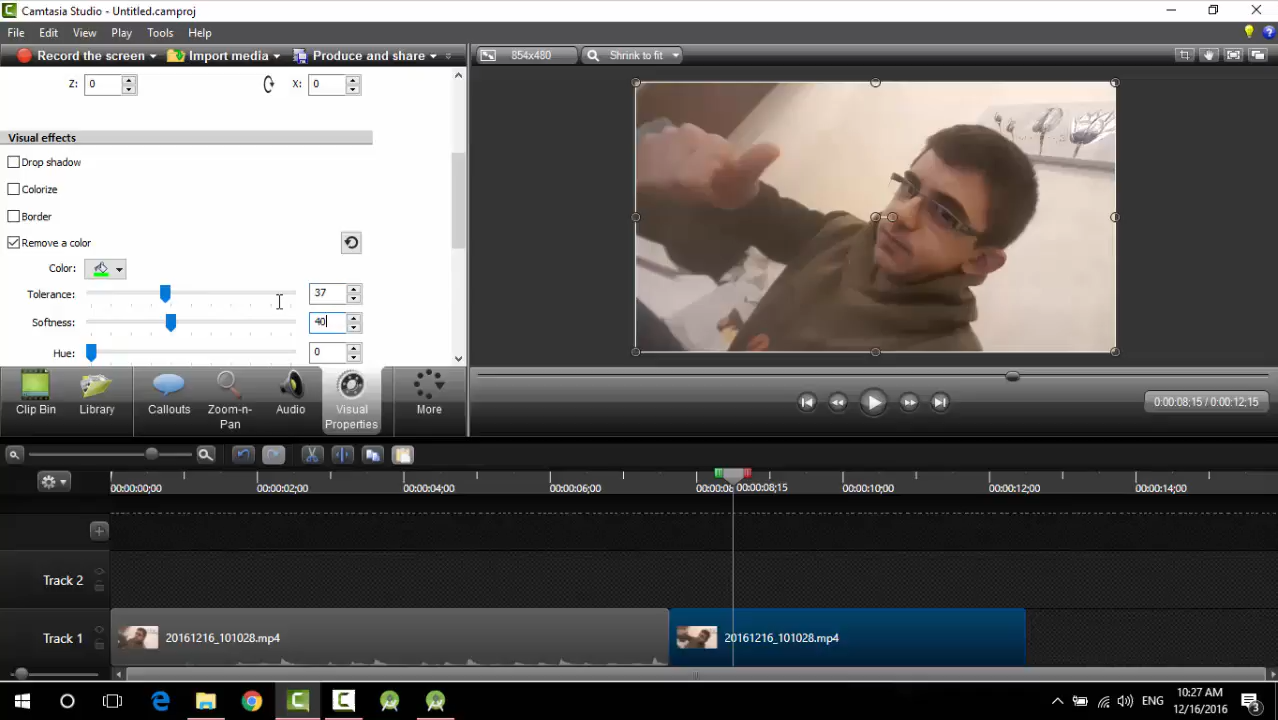 Camtasia Studio - Untitled.camproj
File Edit View Tools Help
Record the screen Import media Produce and share
854x480 Shrink to fit
Z: 0 X: 0
Visual effects
Drop shadow
Colorize
Border
Remove a color
Color:
Tolerance: 37
Softness: 40
Hue: 0
Clip Bin Library Callouts Zoom-n-Pan Audio Visual Properties More
0:00:08;15 / 0:00:12;15
00:00:00;00 00:00:02;00 00:00:04;00 00:00:06;00 00:00:08;15 00:00:10;00 00:00:12;00 00:00:14;00
Track 2
Track 1 20161216_101028.mp4 20161216_101028.mp4
ENG 10:27 AM
12/16/2016
3